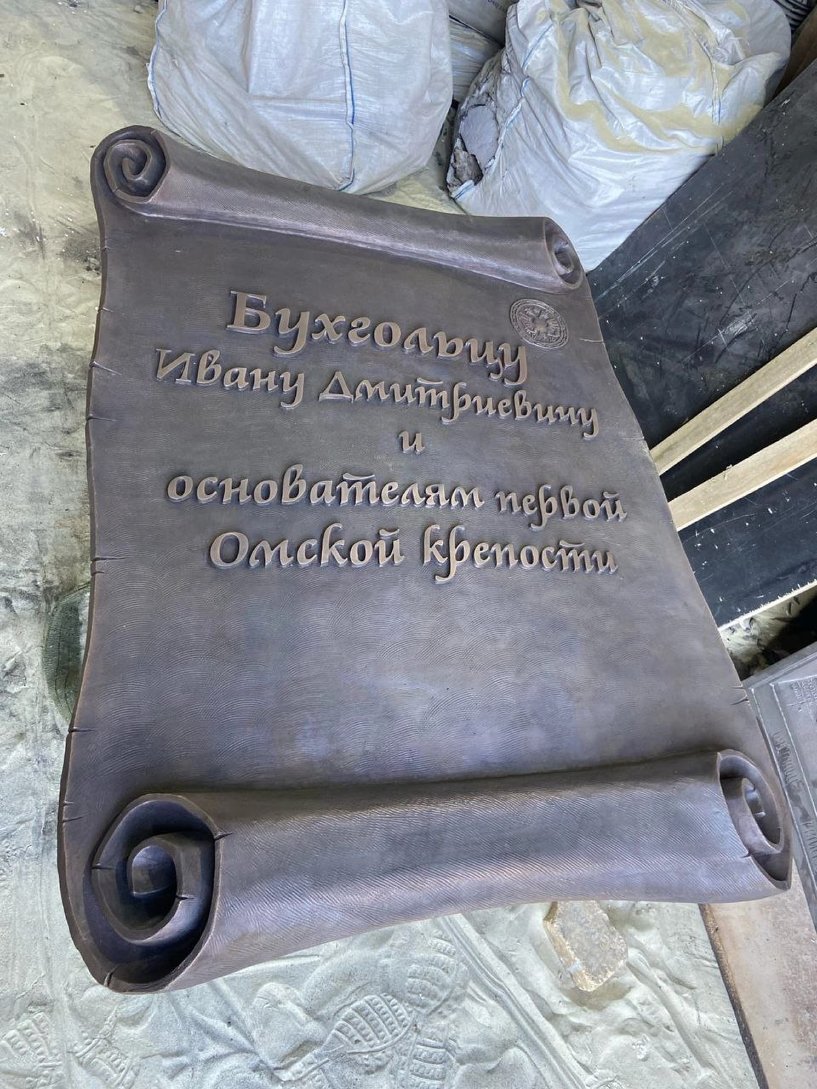 Бухгольцу
Ивану Дмитриевичу
и
основателям первой
Омской крепости